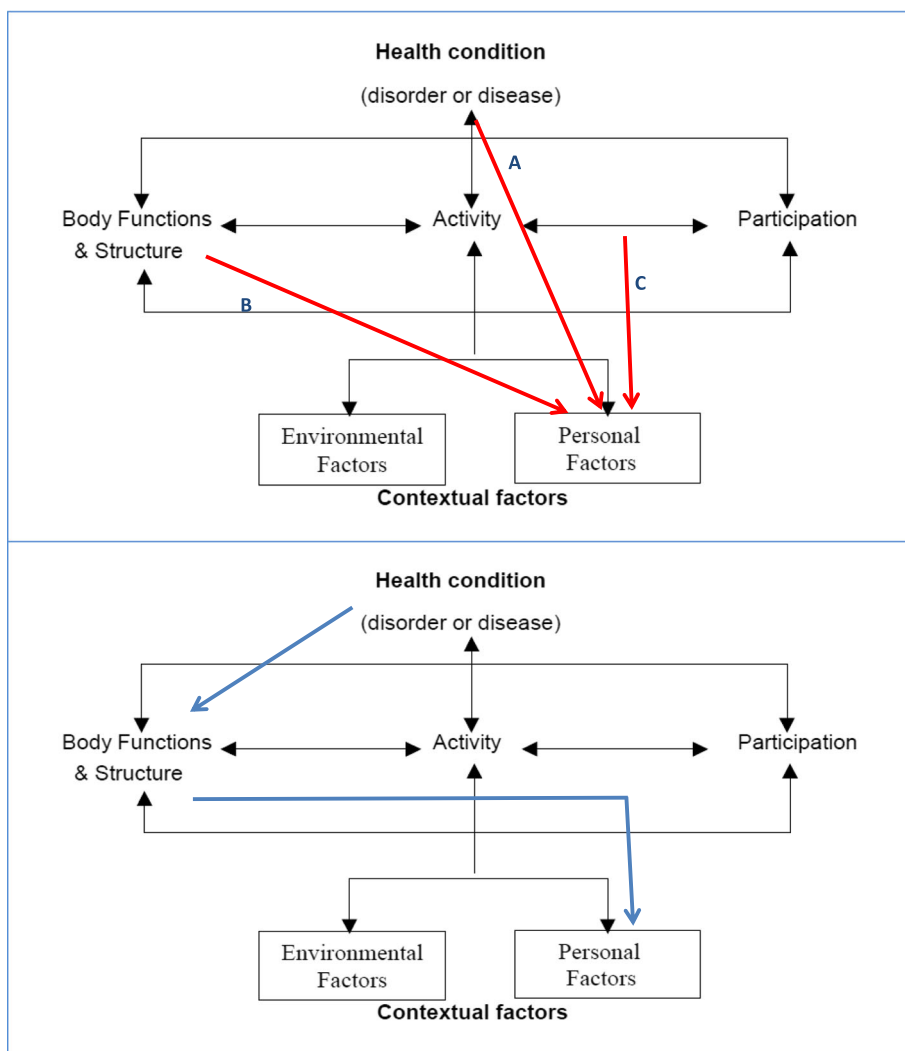 Health condition
(disorder or disease)
A
Body Functions
& Structure
Activity
Participation
B
C
Environmental
Factors
Personal
Factors
Contextual factors
Health condition
(disorder or disease)
Body Functions
& Structure
Activity
Participation
Environmental
Factors
Personal
Factors
Contextual factors